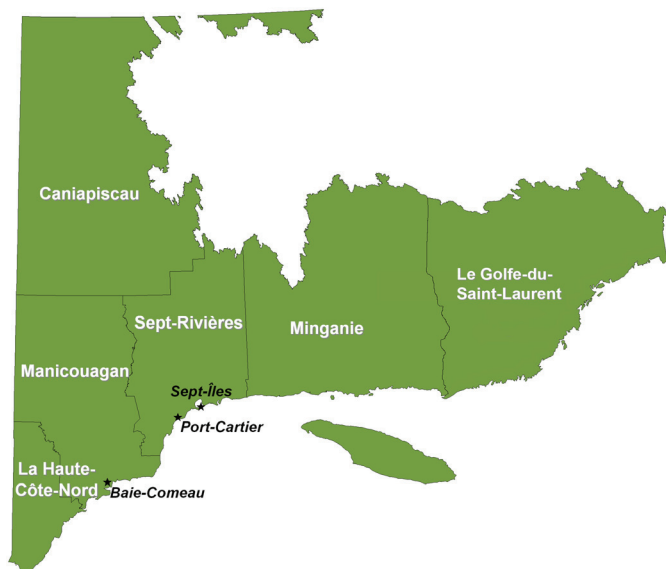 Caniapiscau
Le Golfe-du-
Saint-Laurent
Sept-Rivières
Minganie
Manicouagan
Sept-Îles
Port-Cartier
La Haute-
Côte-Nord
Baie-Comeau